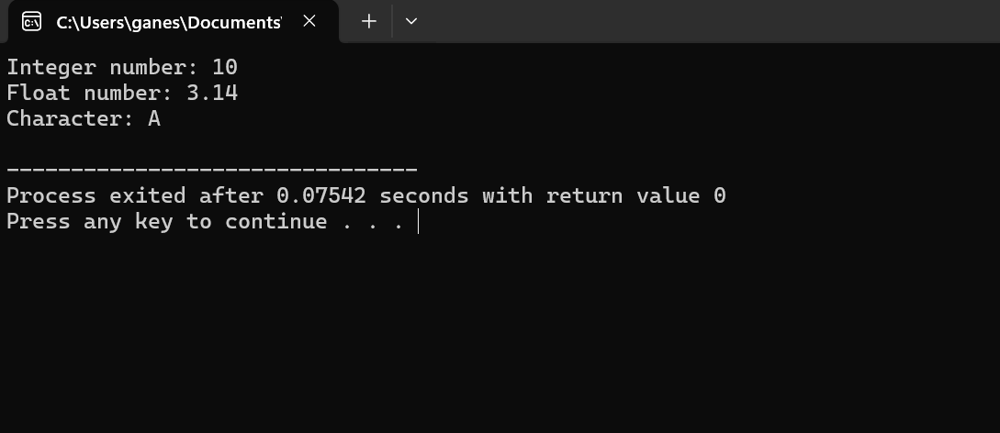 C:\Users\ganes\Documents
Integer number: 10
Float number: 3.14
Character: A
--------------------------------
Process exited after 0.07542 seconds with return value 0
Press any key to continue . . .